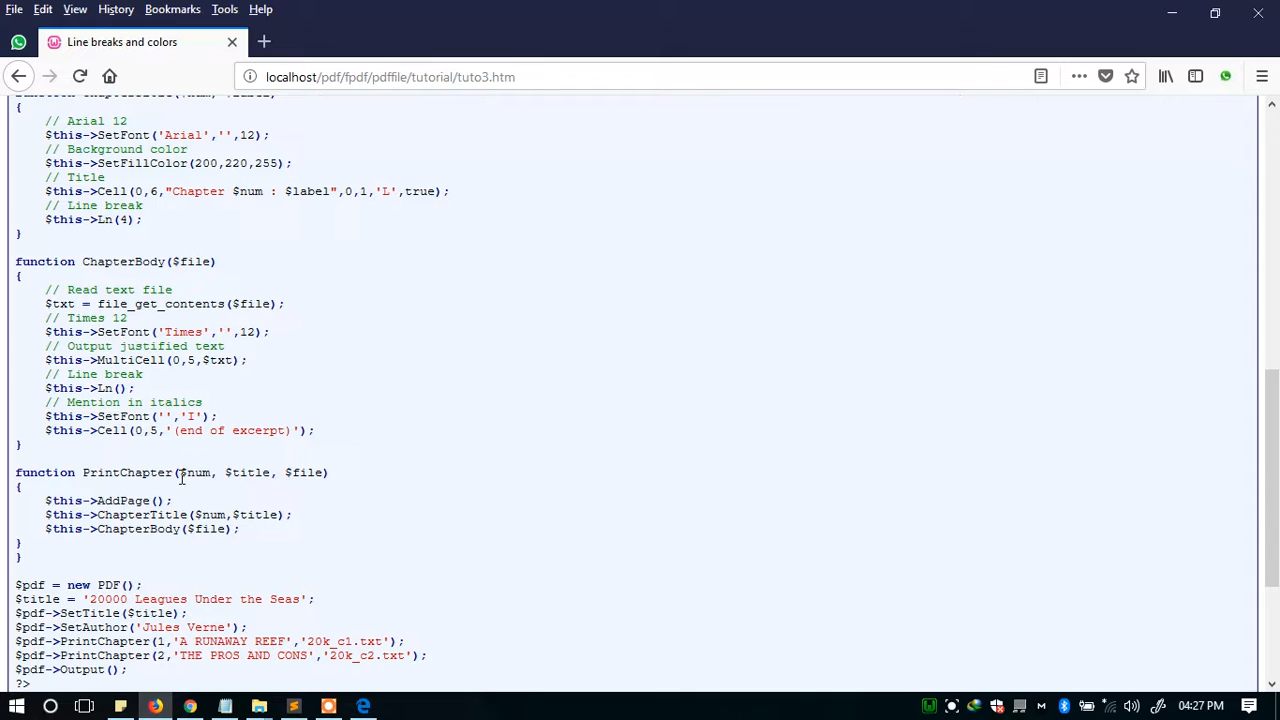 File Edit View History Bookmarks Tools Help
Line breaks and colors
localhost/pdf/fpdf/pdffile/tutorial/tuto3.htm
{
// Arial 12
$this->SetFont('Arial','',12);
// Background color
$this->SetFillColor(200,220,255);
// Title
$this->Cell(0,6,"Chapter $num : $label",0,1,'L',true);
// Line break
$this->Ln(4);
}
function ChapterBody($file)
{
// Read text file
$txt = file_get_contents($file);
// Times 12
$this->SetFont('Times','',12);
// Output justified text
$this->MultiCell(0,5,$txt);
// Line break
$this->Ln();
// Mention in italics
$this->SetFont('','I');
$this->Cell(0,5,'(end of excerpt)');
}
function PrintChapter($num, $title, $file)
{
$this->AddPage();
$this->ChapterTitle($num,$title);
$this->ChapterBody($file);
}
}
$pdf = new PDF();
$title = '20000 Leagues Under the Seas';
$pdf->SetTitle($title);
$pdf->SetAuthor('Jules Verne');
$pdf->PrintChapter(1,'A RUNAWAY REEF','20k_c1.txt');
$pdf->PrintChapter(2,'THE PROS AND CONS','20k_c2.txt');
$pdf->Output();
?>
04:27 PM